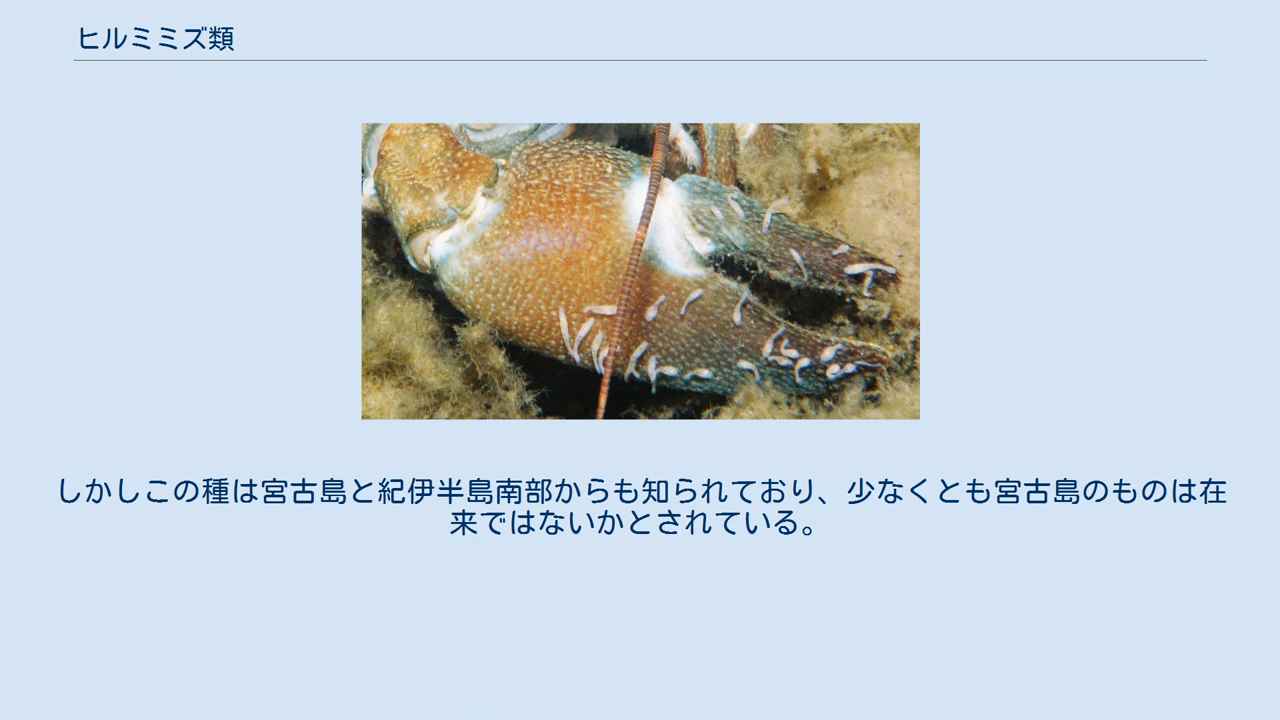 ヒルミミズ類
しかしこの種は宮古島と紀伊半島南部からも知られており、少なくとも宮古島のものは在
来ではないかとされている。